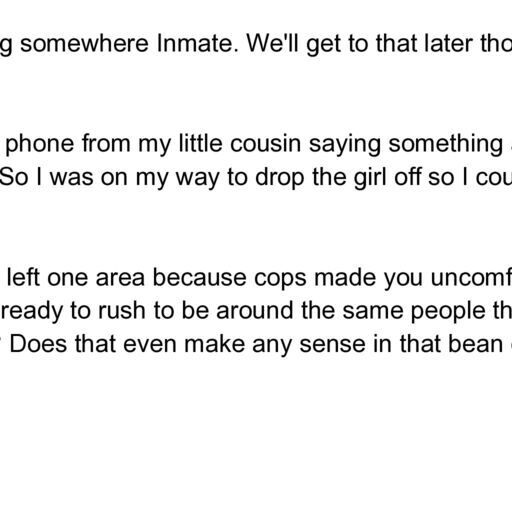 g somewhere Inmate. We'll get to that later tho
phone from my little cousin saying something
So I was on my way to drop the girl off so I cou
left one area because cops made you uncomf
ready to rush to be around the same people th
Does that even make any sense in that bean